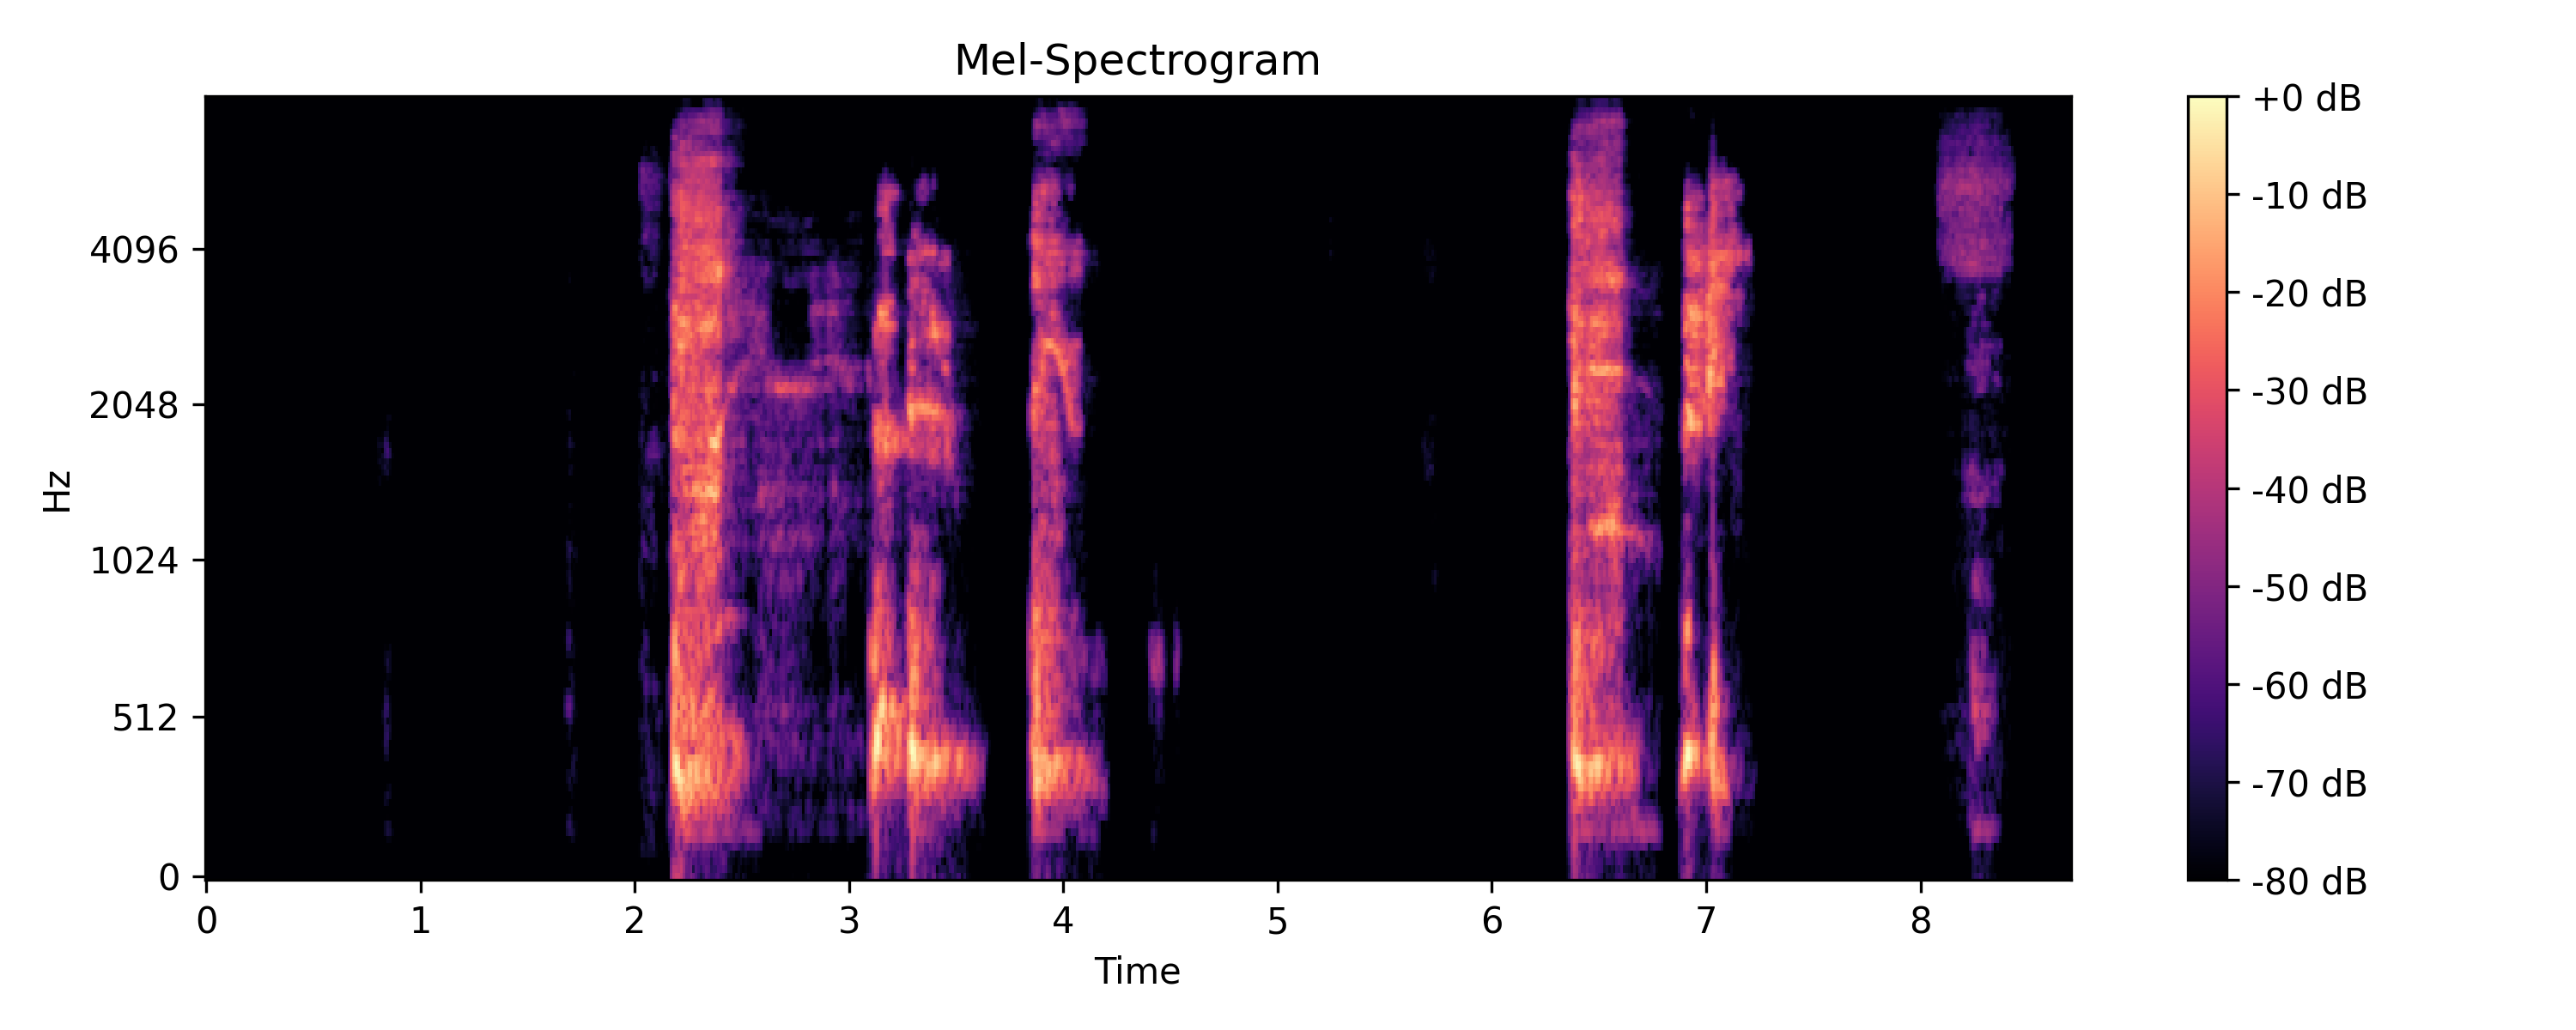 Mel-Spectrogram
+0 dB
-10 dB
-20 dB
-30 dB
-40 dB
-50 dB
-60 dB
-70 dB
-80 dB
Hz
4096
2048
1024
512
0
0 1 2 3 4 5 6 7 8
Time